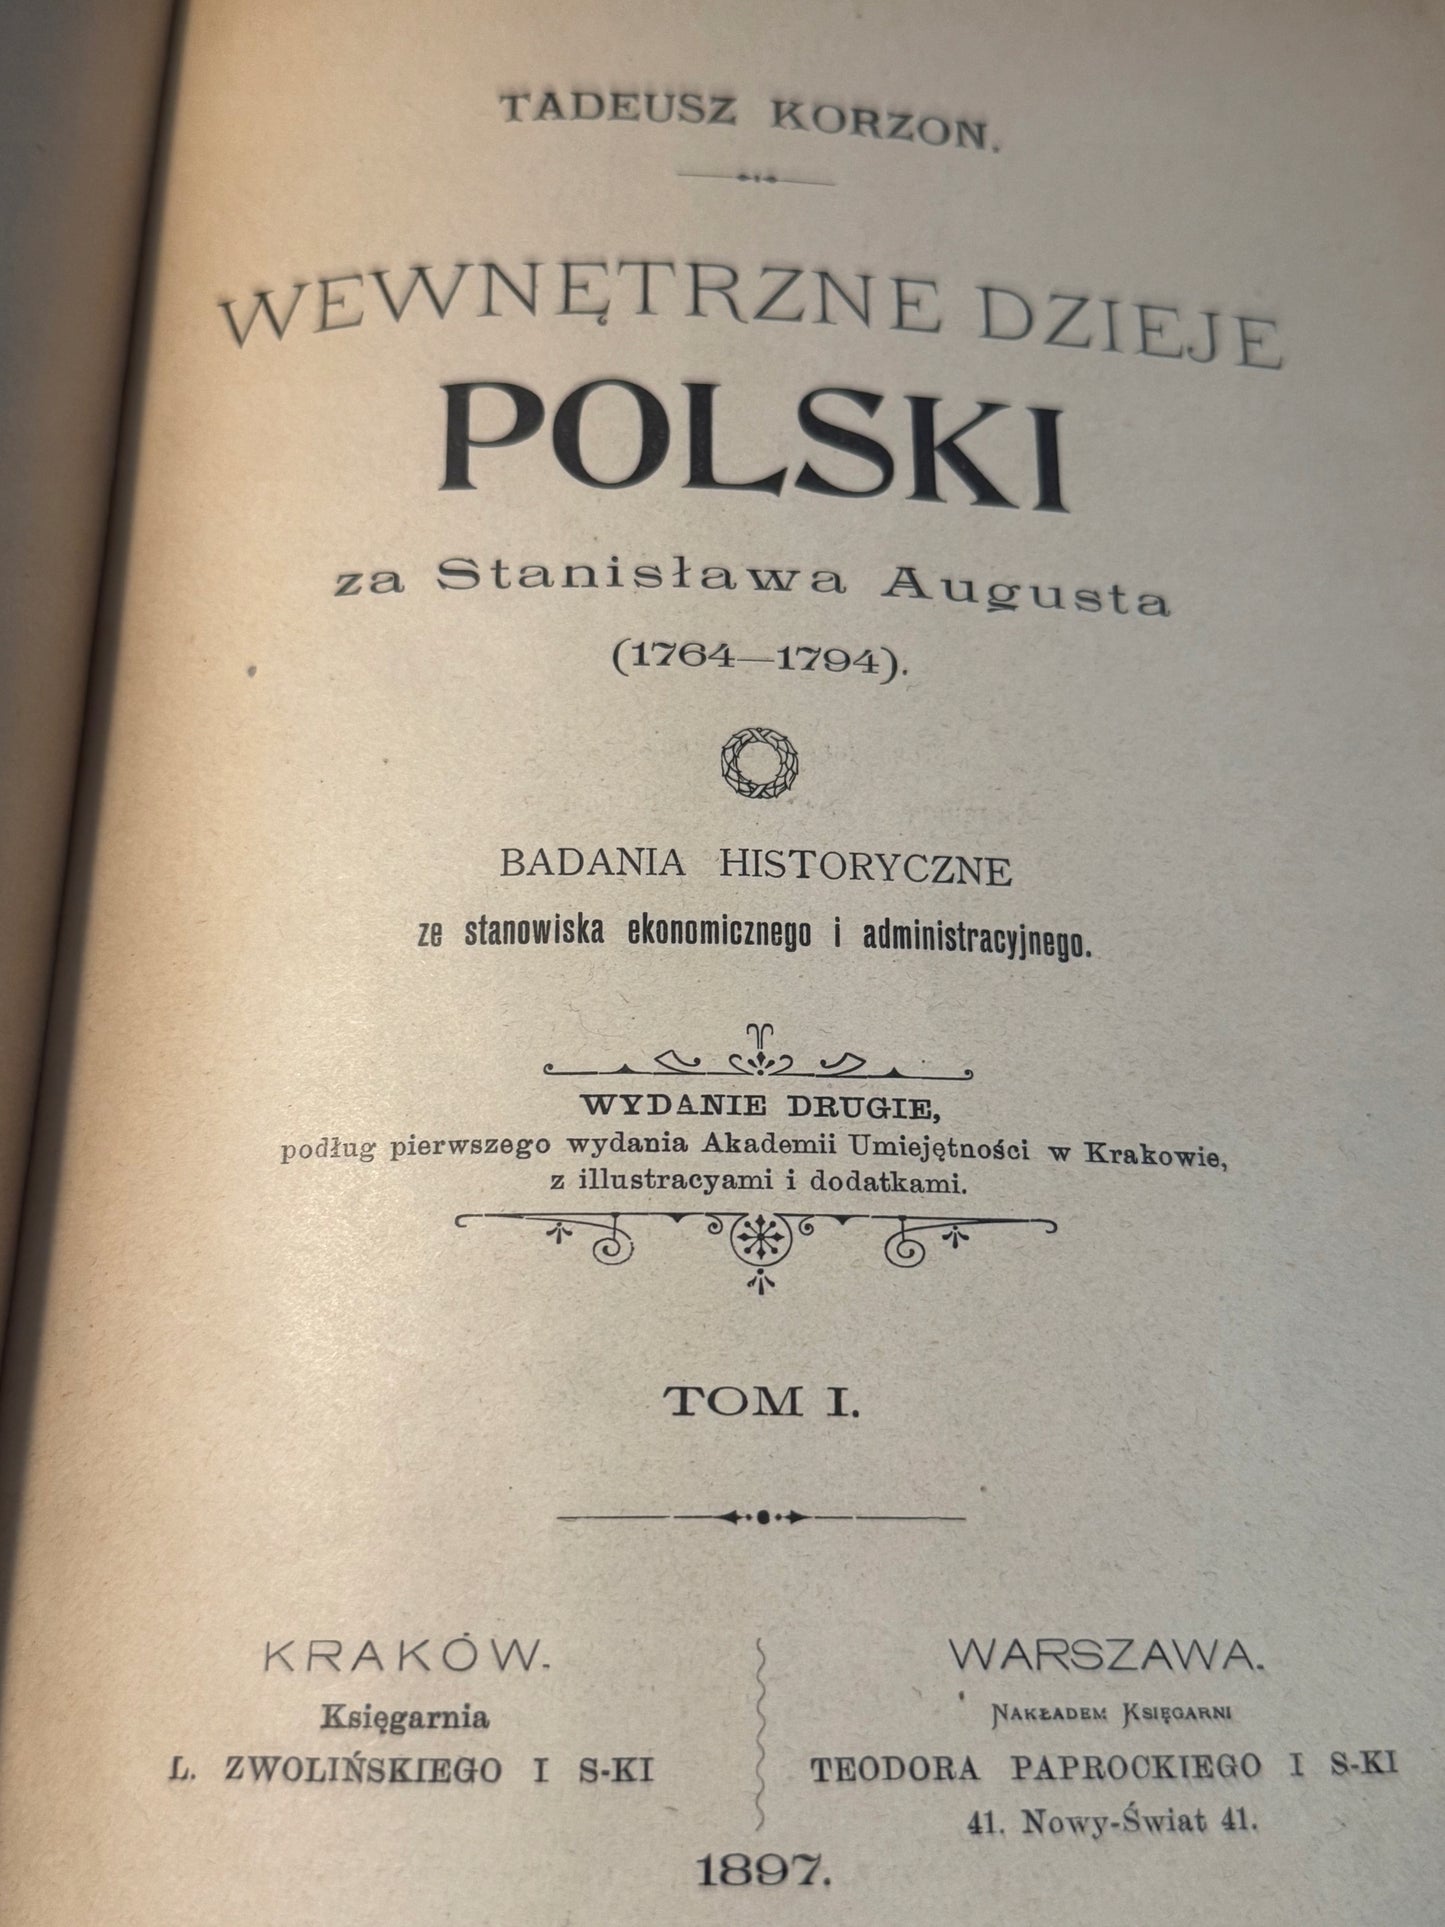 TADEUSZ KORZON.
WEWNĘTRZNE DZIEJE
POLSKI
za Stanisława Augusta
(1764—1794).
BADANIA HISTORYCZNE
ze stanowiska ekonomicznego i administracyjnego.
WYDANIE DRUGIE,
podług pierwszego wydania Akademii Umiejętności w Krakowie,
z illustracyami i dodatkami.
TOM I.
KRAKÓW.
Księgarnia
L. ZWOLIŃSKIEGO I S-KI
WARSZAWA.
NAKŁADEM KSIĘGARNI
TEODORA PAPROCKIEGO I S-KI
41. Nowy-Świat 41.
1897.